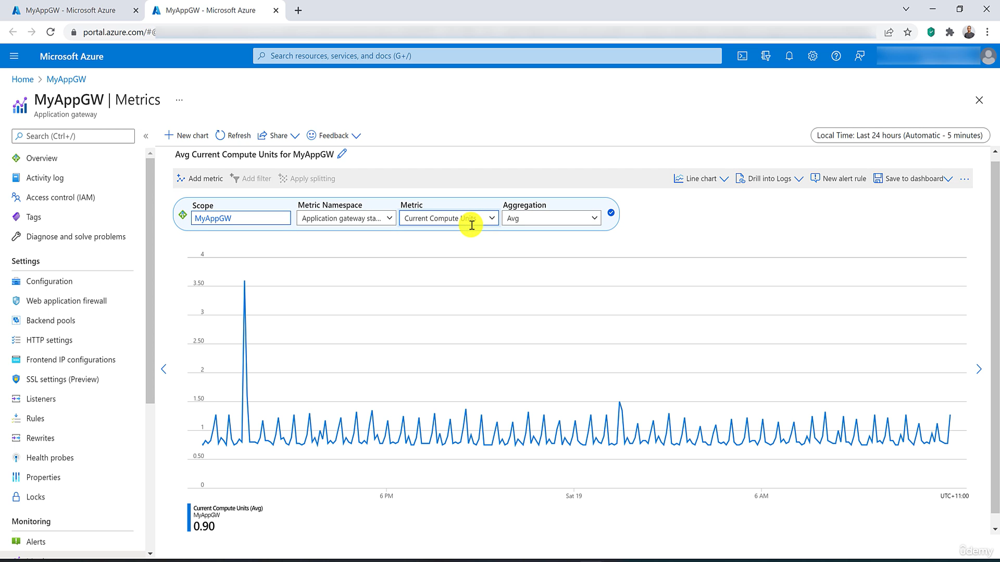 MyAppGW - Microsoft Azure
MyAppGW - Microsoft Azure
portal.azure.com/#@
Microsoft Azure
Search resources, services, and docs (G+/)
Home > MyAppGW
MyAppGW | Metrics ...
Application gateway
Search (Ctrl+/)
Overview
Activity log
Access control (IAM)
Tags
Diagnose and solve problems
Settings
Configuration
Web application firewall
Backend pools
HTTP settings
Frontend IP configurations
SSL settings (Preview)
Listeners
Rules
Rewrites
Health probes
Properties
Locks
Monitoring
Alerts
New chart Refresh Share Feedback
Local Time: Last 24 hours (Automatic - 5 minutes)
Avg Current Compute Units for MyAppGW
Add metric Add filter Apply splitting
Line chart Drill into Logs New alert rule Save to dashboard ...
Scope Metric Namespace Metric Aggregation
MyAppGW Application gateway sta... Current Compute Units Avg
4
3.50
3
2.50
2
1.50
1
0.50
0
6 PM Sat 19 6 AM UTC+11:00
Current Compute Units (Avg)
MyAppGW
0.90
ûdemy